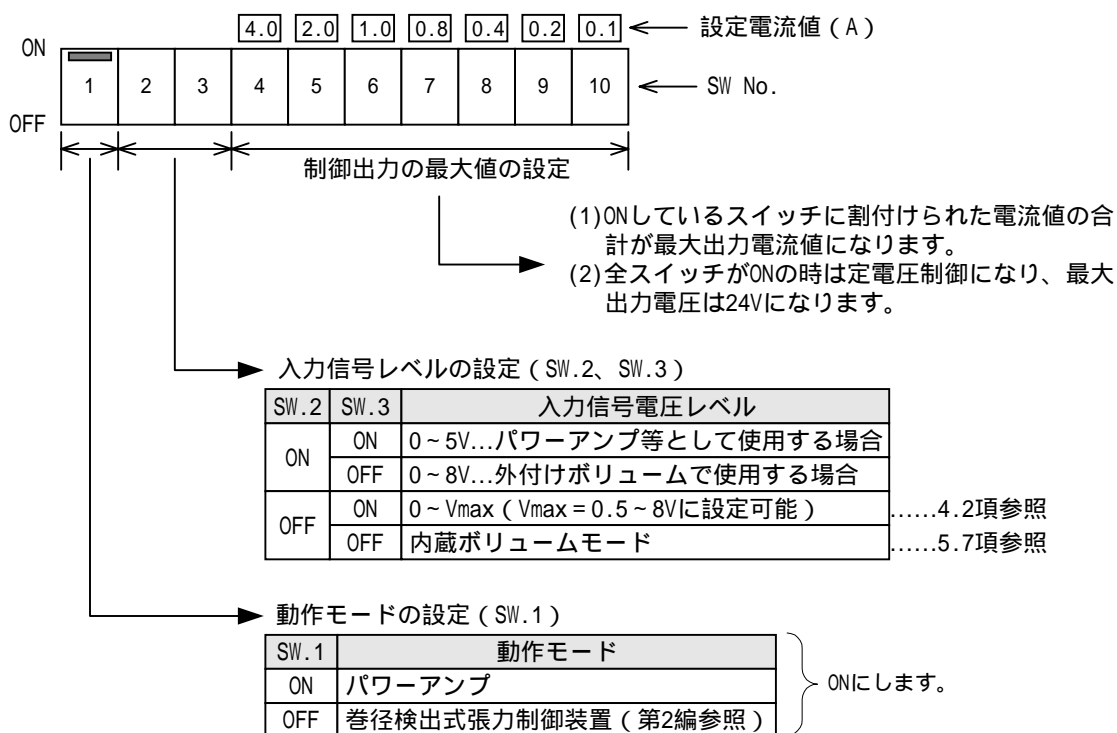 4.0 2.0 1.0 0.8 0.4 0.2 0.1 設定電流値（A）
ON
1 2 3 4 5 6 7 8 9 10 SW No.
OFF
制御出力の最大値の設定
(1)ONしているスイッチに割付けられた電流値の合
計が最大出力電流値になります。
(2)全スイッチがONの時は定電圧制御になり、最大
出力電圧は24Vになります。
入力信号レベルの設定（SW.2、SW.3）
SW.2 SW.3 入力信号電圧レベル
ON ON 0～5V…パワーアンプ等として使用する場合
OFF 0～8V…外付けボリュームで使用する場合
OFF ON 0～Vmax（Vmax＝0.5～8Vに設定可能） ……4.2項参照
OFF 内蔵ボリュームモード ……5.7項参照
動作モードの設定（SW.1）
SW.1 動作モード
ON パワーアンプ ONにします。
OFF 巻径検出式張力制御装置（第2編参照）